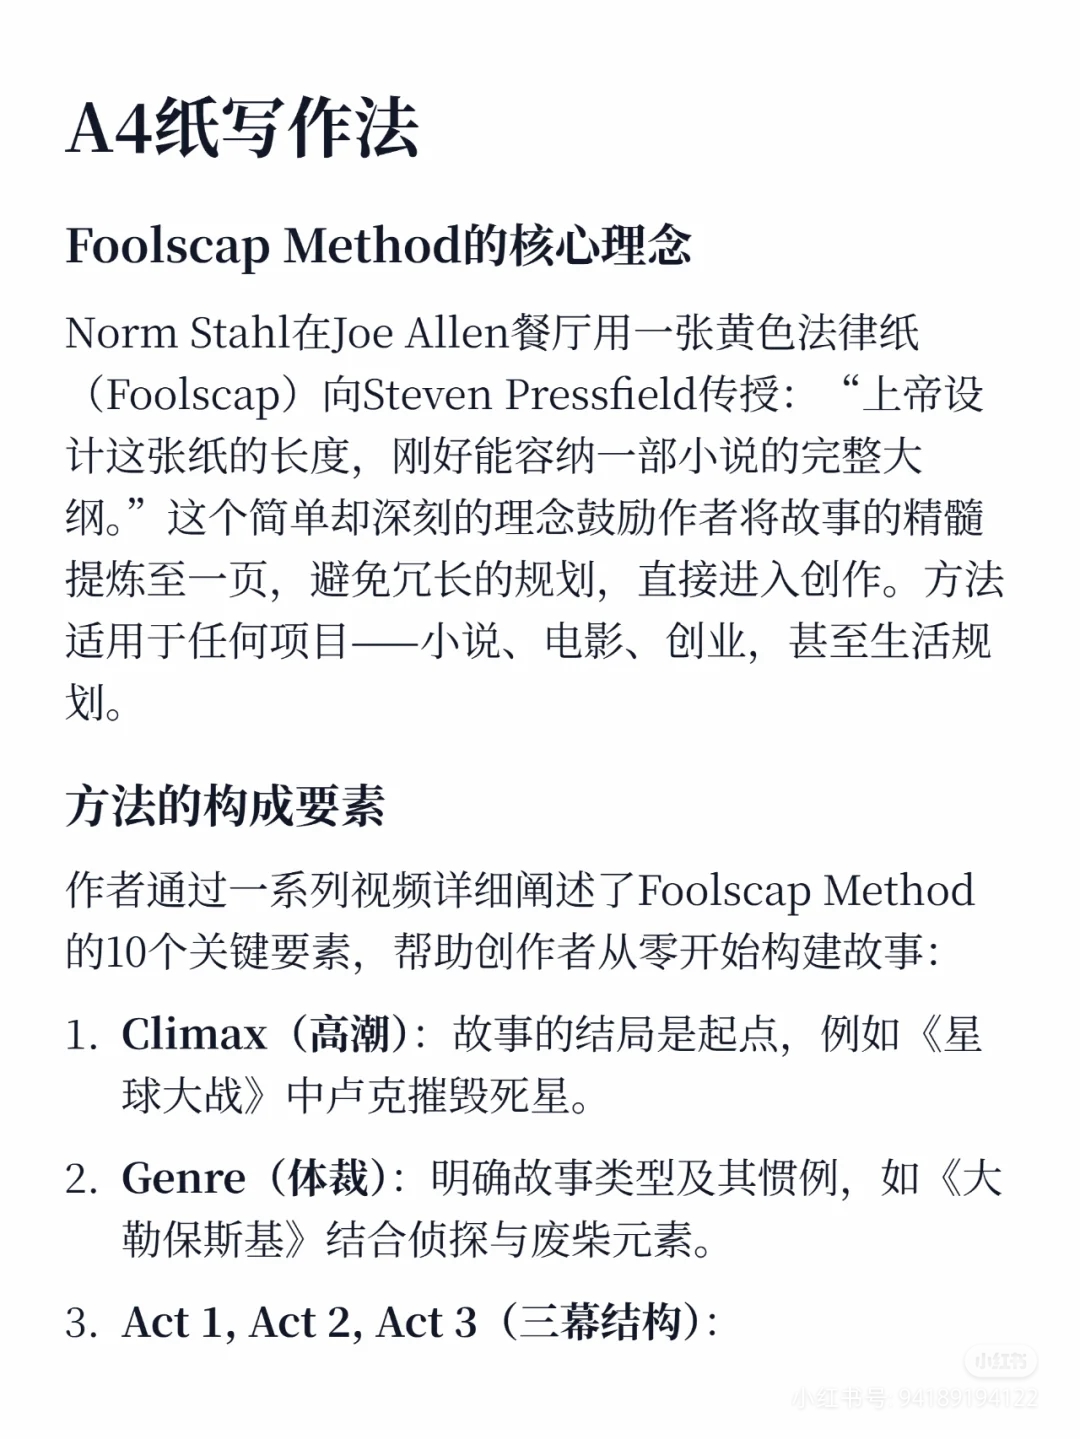 A4纸写作法
Foolscap Method的核心理念
Norm Stahl在Joe Allen餐厅用一张黄色法律纸
（Foolscap）向Steven Pressfield传授：“上帝设
计这张纸的长度，刚好能容纳一部小说的完整大
纲。”这个简单却深刻的理念鼓励作者将故事的精髓
提炼至一页，避免冗长的规划，直接进入创作。方法
适用于任何项目——小说、电影、创业，甚至生活规
划。
方法的构成要素
作者通过一系列视频详细阐述了Foolscap Method
的10个关键要素，帮助创作者从零开始构建故事：
1. Climax（高潮）：故事的结局是起点，例如《星
球大战》中卢克摧毁死星。
2. Genre（体裁）：明确故事类型及其惯例，如《大
勒保斯基》结合侦探与废柴元素。
3. Act 1, Act 2, Act 3（三幕结构）：
小红书
小红书号: 94189194122